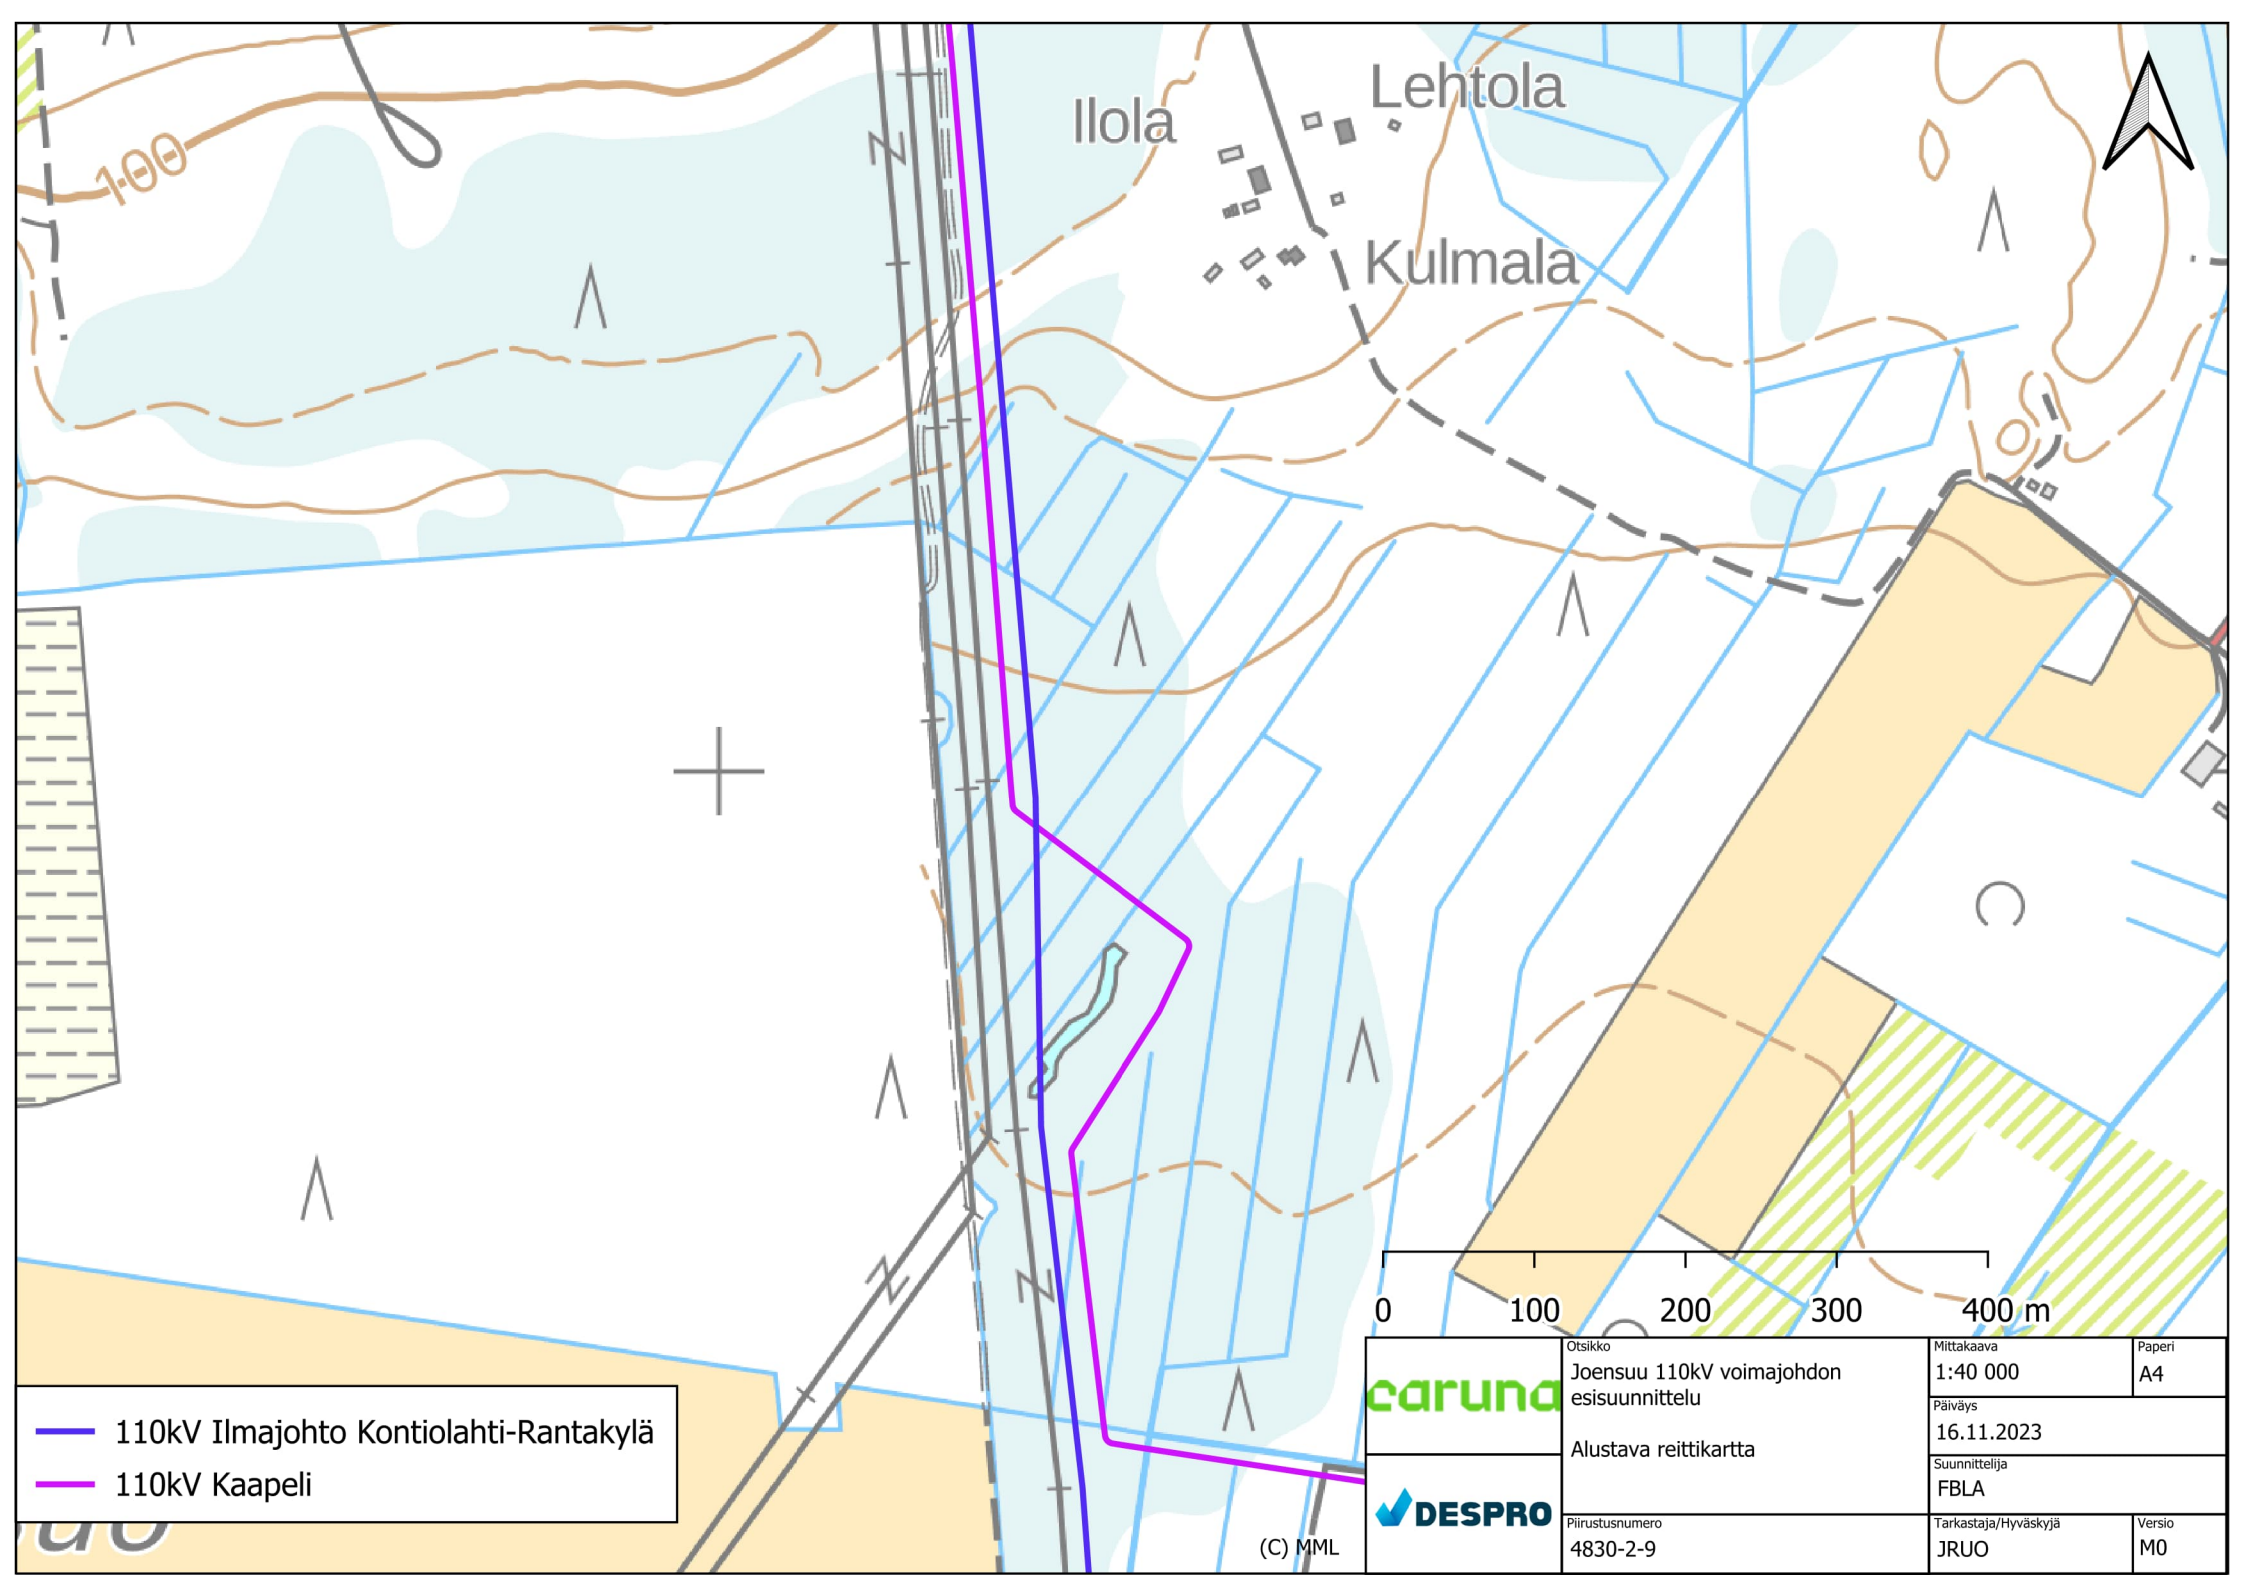 Lehtola
Ilola
100
Kulmala
0 100 200 300 400 m
110kV Ilmajohto Kontiolahti-Rantakylä
110kV Kaapeli
caruna
DESPRO
Otsikko
Joensuu 110kV voimajohdon
esisuunnittelu
Alustava reittikartta
Piirustusnumero
4830-2-9
Mittakaava
1:40 000
Paperi
A4
Päiväys
16.11.2023
Suunnittelija
FBLA
Tarkastaja/Hyväskyjä
JRUO
Versio
M0
(C) MML